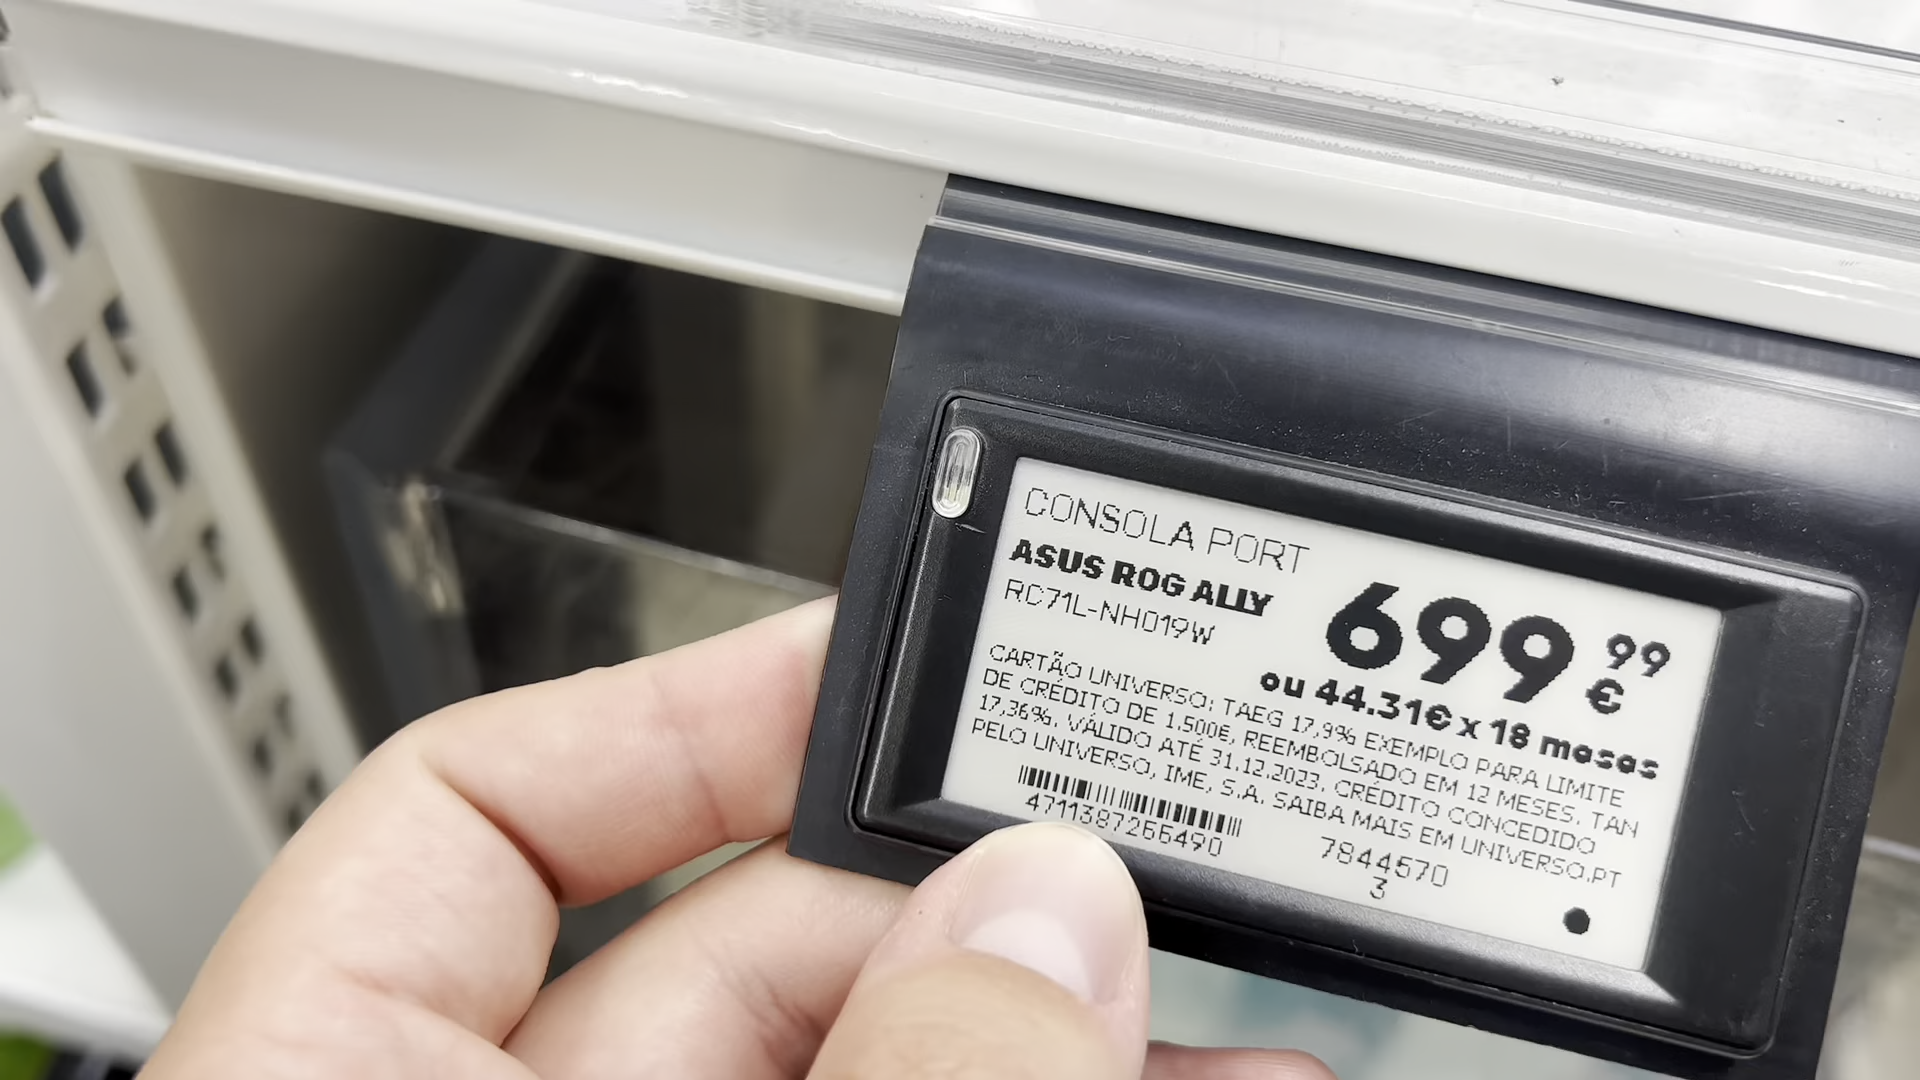 CONSOLA PORT
ASUS ROG ALLY
RC71L-NH019W
699,99 €
ou 44.31€ x 18 meses
CARTÃO UNIVERSO: TAEG 17,9% EXEMPLO PARA LIMITE
DE CRÉDITO DE 1.500€, REEMBOLSADO EM 12 MESES. TAN
17,36%. VÁLIDO ATÉ 31.12.2023. CRÉDITO CONCEDIDO
PELO UNIVERSO, IME, S.A. SAIBA MAIS EM UNIVERSO.PT
4711387266490
7844570
3